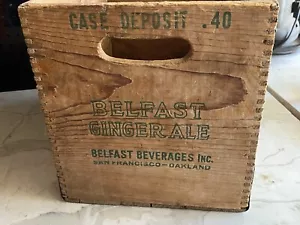 CASE DEPOSIT .40
BELFAST
GINGER ALE
BELFAST BEVERAGES INC.
SAN FRANCISCO-OAKLAND